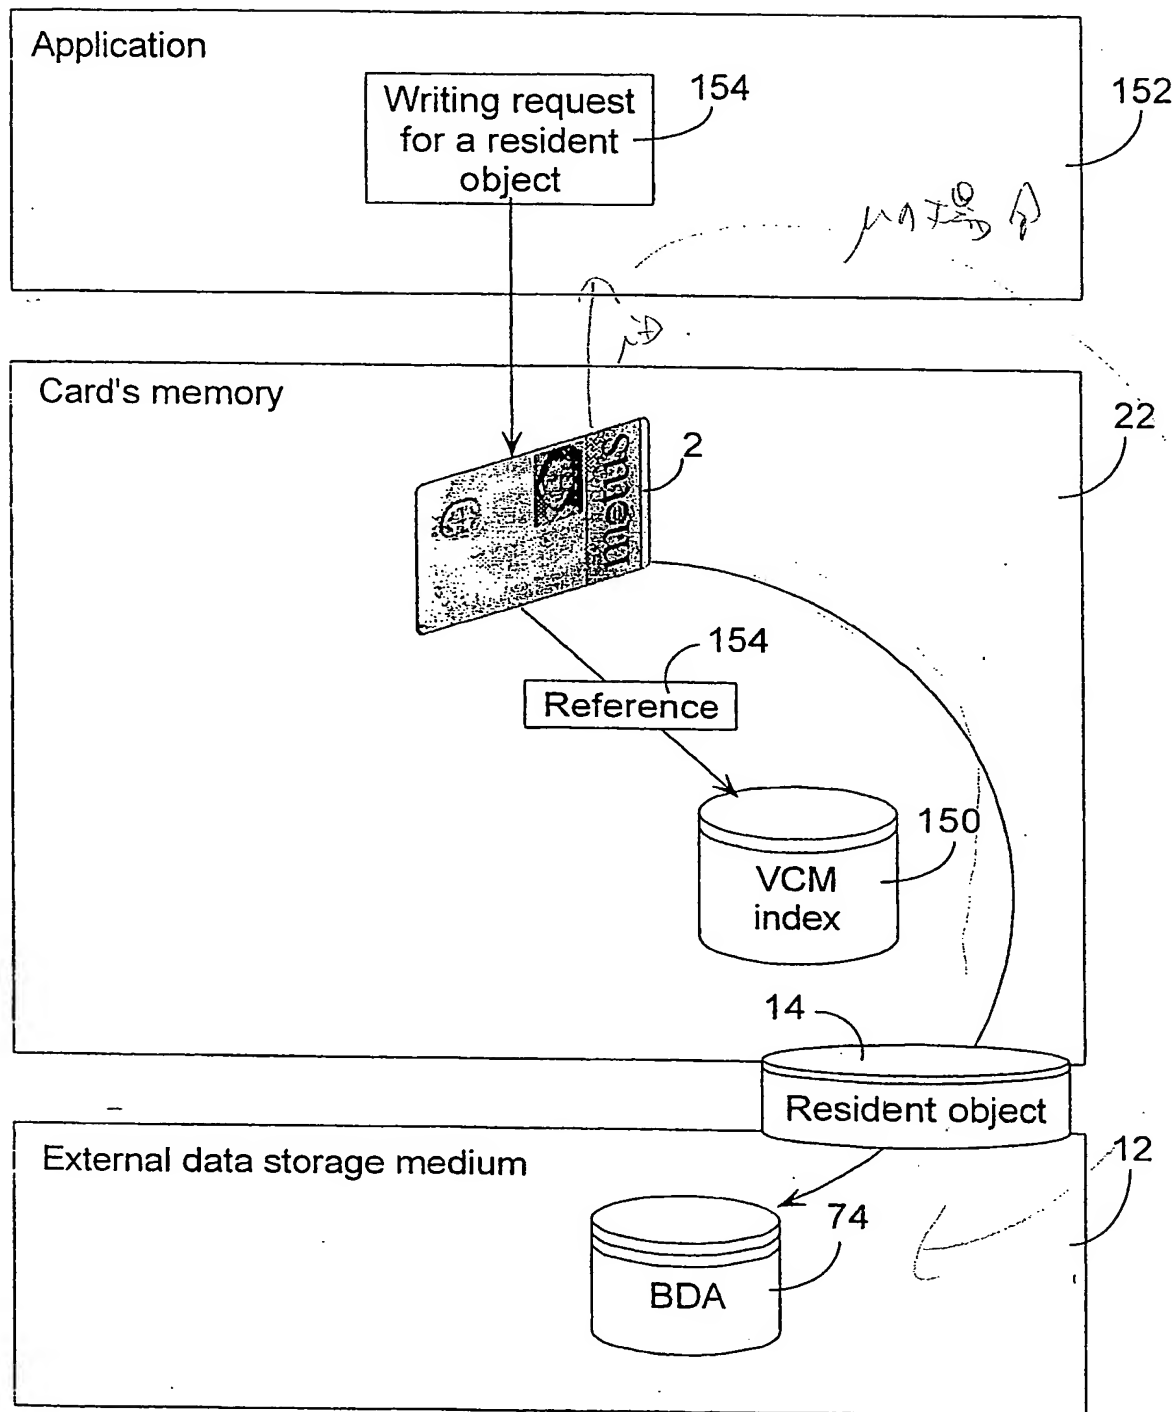 Application
Writing request
for a resident
object
154
152
Card's memory
22
2
smem
154
Reference
150
VCM
index
14
Resident object
External data storage medium
12
74
BDA